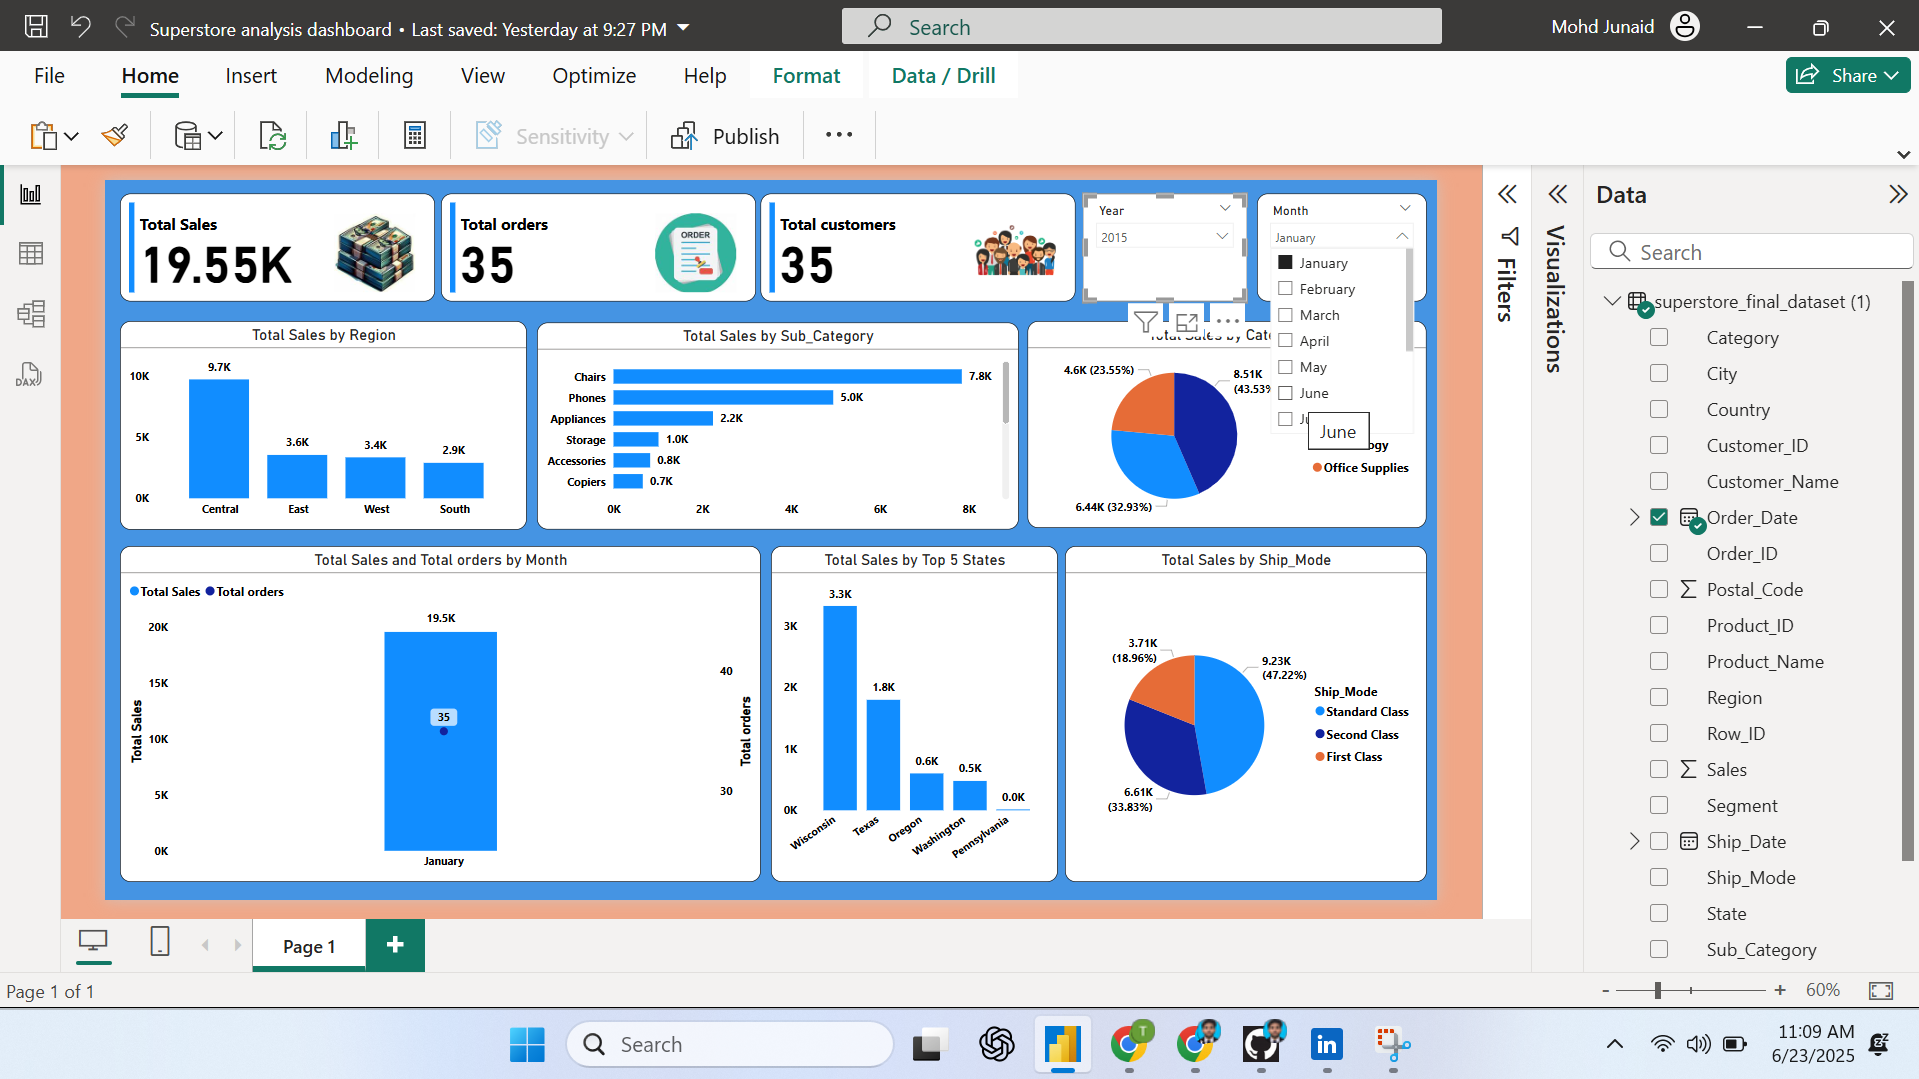 Superstore analysis dashboard • Last saved: Yesterday at 9:27 PM
Search
Mohd Junaid
File Home Insert Modeling View Optimize Help Format Data / Drill
Share
Sensitivity
Publish
Total Sales
19.55K
Total orders
35
ORDER
Total customers
35
Year
2015
Month
January
January
February
March
April
May
June
June
Total Sales by Region
10K
5K
0K
9.7K
3.6K
3.4K
2.9K
Central East West South
Total Sales by Sub_Category
Chairs 7.8K
Phones 5.0K
Appliances 2.2K
Storage 1.0K
Accessories 0.8K
Copiers 0.7K
0K 2K 4K 6K 8K
4.6K (23.55%)
8.51K
(43.53%
6.44K (32.93%)
Office Supplies
Total Sales and Total orders by Month
Total Sales Total orders
19.5K
20K
15K
10K
5K
0K
Total Sales
35
40
30
Total orders
January
Total Sales by Top 5 States
3K
2K
1K
0K
3.3K
1.8K
0.6K
0.5K
0.0K
Wisconsin Texas Oregon Washington Pennsylvania
Total Sales by Ship_Mode
3.71K
(18.96%)
9.23K
(47.22%)
6.61K
(33.83%)
Ship_Mode
Standard Class
Second Class
First Class
Filters
Visualizations
Data
Search
superstore_final_dataset (1)
Category
City
Country
Customer_ID
Customer_Name
Order_Date
Order_ID
Postal_Code
Product_ID
Product_Name
Region
Row_ID
Sales
Segment
Ship_Date
Ship_Mode
State
Sub_Category
DAX
Page 1
Page 1 of 1
- + 60%
Search
T
in
11:09 AM
6/23/2025